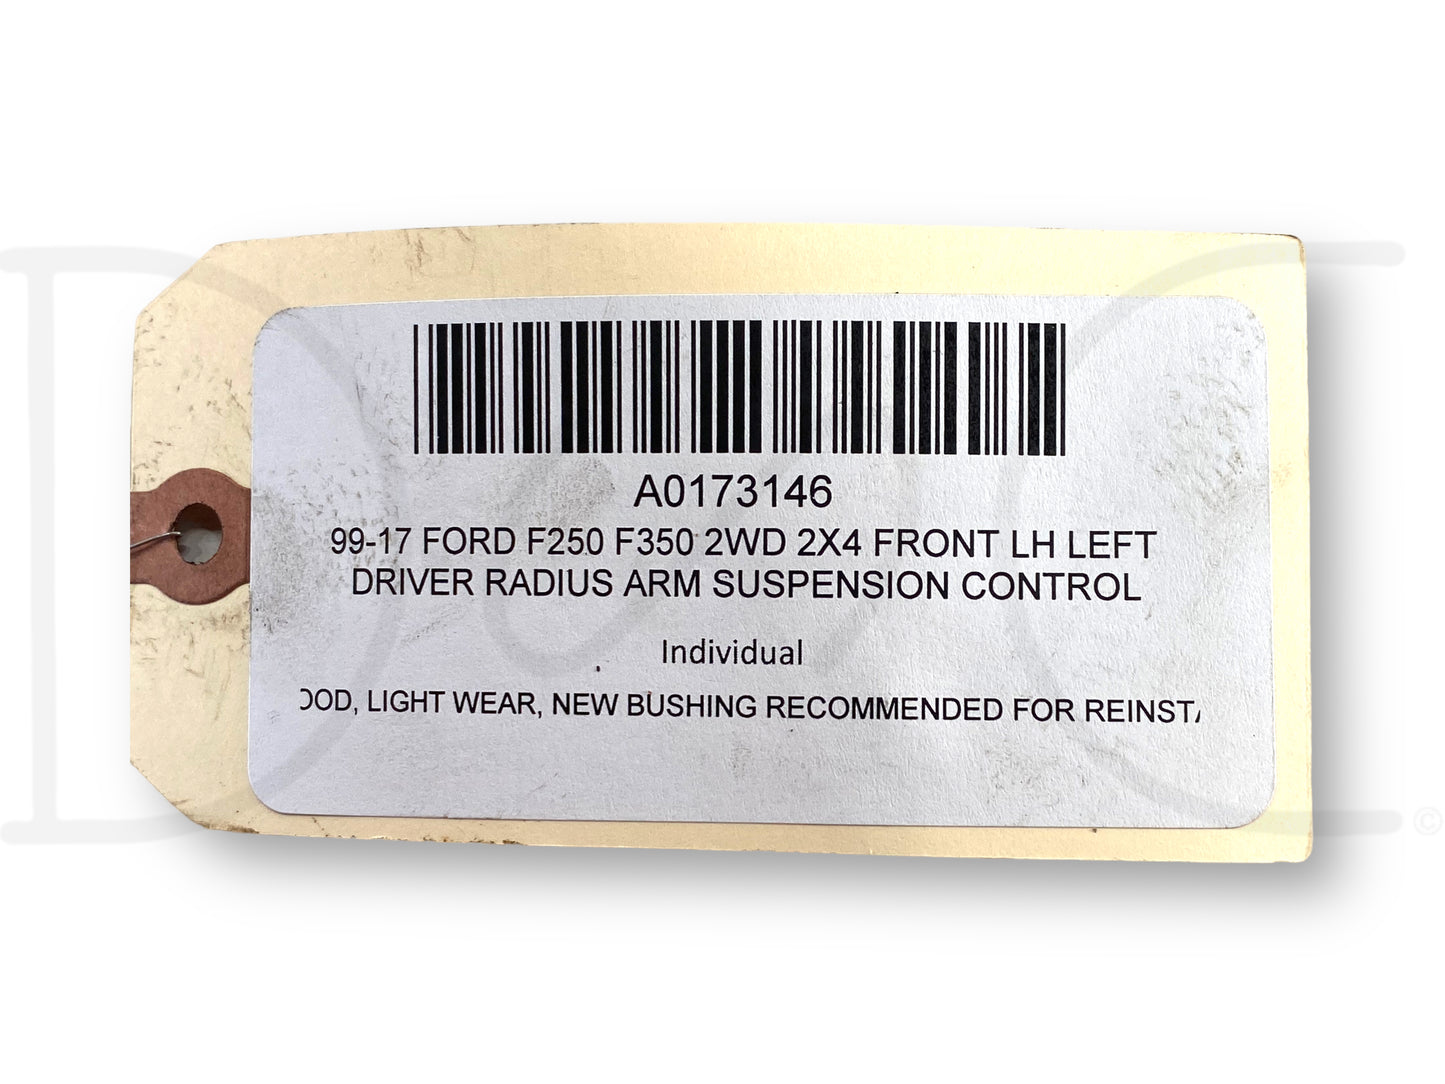 A0173146
99-17 FORD F250 F350 2WD 2X4 FRONT LH LEFT
DRIVER RADIUS ARM SUSPENSION CONTROL
Individual
OOD, LIGHT WEAR, NEW BUSHING RECOMMENDED FOR REINST
D C ©